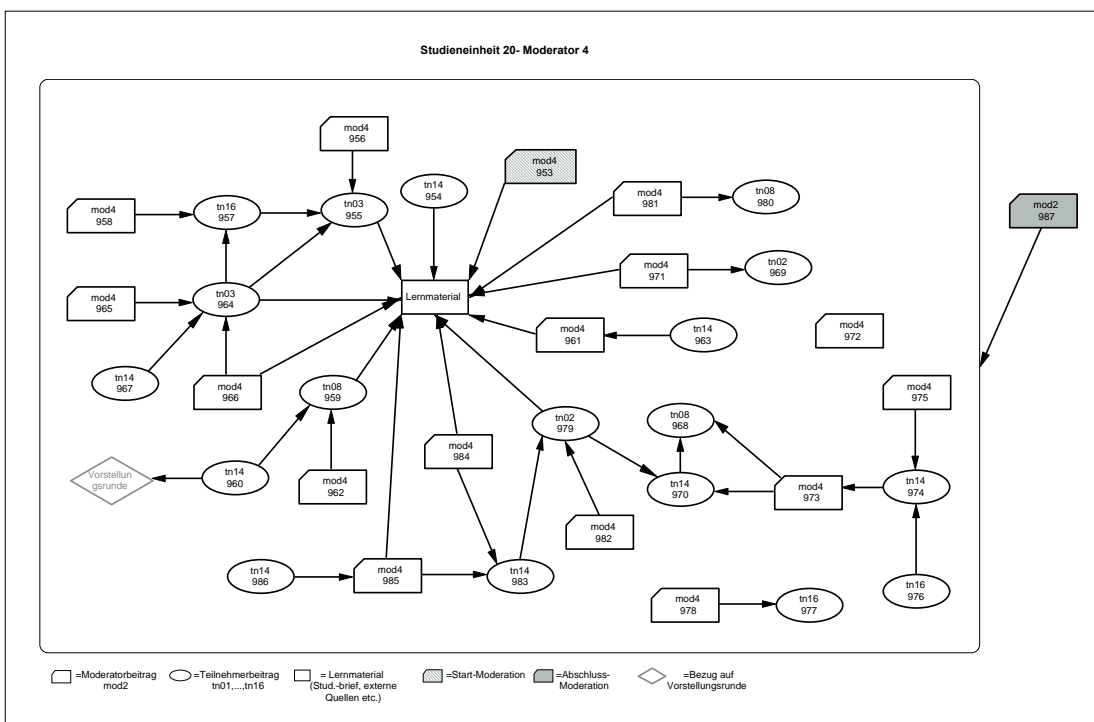 Studieneinheit 20- Moderator 4
mod4
956
mod4
953
tn14
954
mod4
981
tn08
980
mod4
958
tn16
957
tn03
955
mod2
987
mod4
971
tn02
969
mod4
965
tn03
964
Lernmaterial
mod4
961
tn14
963
mod4
972
tn14
967
mod4
966
tn08
959
mod4
975
tn02
979
tn08
968
mod4
984
Vorstellun
gsrunde
tn14
960
mod4
962
tn14
970
mod4
973
tn14
974
mod4
982
tn14
986
mod4
985
tn14
983
mod4
978
tn16
977
tn16
976
=Moderatorbeitrag
mod2
=Teilnehmerbeitrag
tn01,...,tn16
= Lernmaterial
(Stud.-brief, externe
Quellen etc.)
=Start-Moderation
=Abschluss-
Moderation
=Bezug auf
Vorstellungsrunde